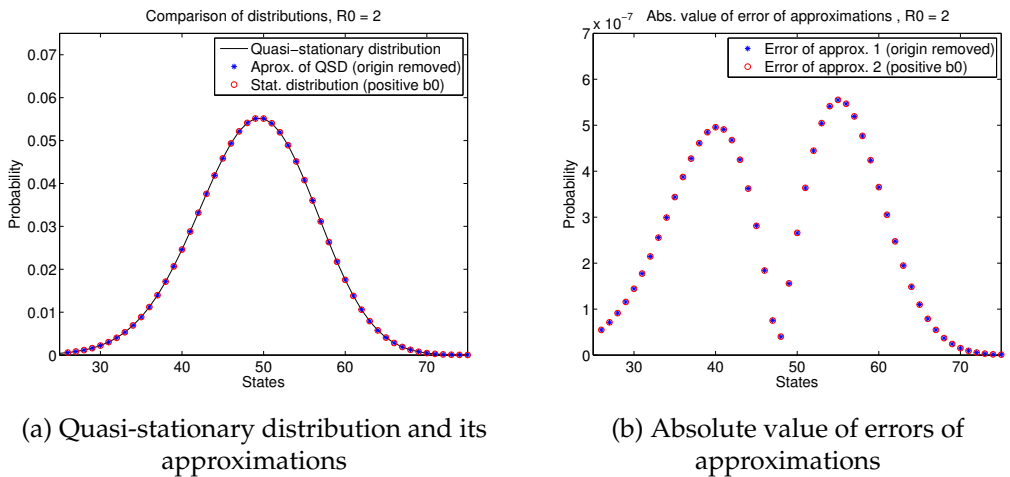 Comparison of distributions, R0 = 2
0.07
0.06
0.05
0.04
0.03
0.02
0.01
0
Probability
Quasi−stationary distribution
Aprox. of QSD (origin removed)
Stat. distribution (positive b0)
30 40 50 60 70
States
(a) Quasi-stationary distribution and its
approximations
Abs. value of error of approximations , R0 = 2
7 x 10⁻⁷
6
5
4
3
2
1
0
Probability
Error of approx. 1 (origin removed)
Error of approx. 2 (positive b0)
30 40 50 60 70
States
(b) Absolute value of errors of
approximations